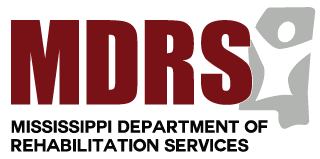 MDRS
MISSISSIPPI DEPARTMENT OF
REHABILITATION SERVICES